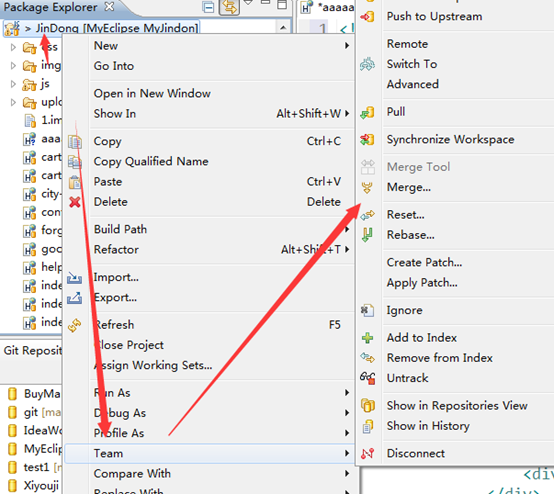 Package Explorer
*aaaaa
1 <!
> JinDong [MyEclipse MyJindon]
css
img
js
uplo
1.im
aaa
cart
cart
city-
con
forg
goo
help
inde
inde
inde
Git Reposit
BuyMa
git [ma
IdeaWo
MyEclip
test1 [
Xiyouji
New
Go Into
Open in New Window
Show In Alt+Shift+W
Copy Ctrl+C
Copy Qualified Name
Paste Ctrl+V
Delete Delete
Build Path
Refactor Alt+Shift+T
Import...
Export...
Refresh F5
Close Project
Assign Working Sets...
Run As
Debug As
Profile As
Team
Compare With
Replace With
Push to Upstream
Remote
Switch To
Advanced
Pull
Synchronize Workspace
Merge Tool
Merge...
Reset...
Rebase...
Create Patch...
Apply Patch...
Ignore
Add to Index
Remove from Index
Untrack
Show in Repositories View
Show in History
Disconnect
<d
</div>